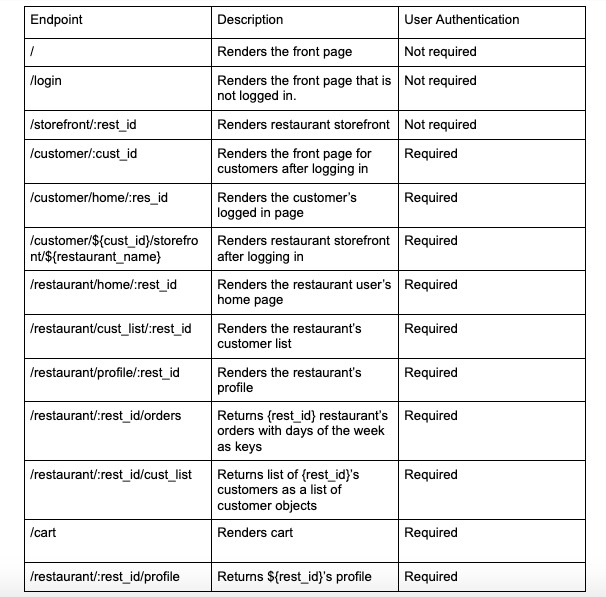 Endpoint Description User Authentication
/ Renders the front page Not required
/login Renders the front page that is Not required
not logged in.
/storefront/:rest_id Renders restaurant storefront Not required
/customer/:cust_id Renders the front page for Required
customers after logging in
/customer/home/:res_id Renders the customer’s Required
logged in page
/customer/${cust_id}/storefro Renders restaurant storefront Required
nt/${restaurant_name} after logging in
/restaurant/home/:rest_id Renders the restaurant user’s Required
home page
/restaurant/cust_list/:rest_id Renders the restaurant’s Required
customer list
/restaurant/profile/:rest_id Renders the restaurant’s Required
profile
/restaurant/:rest_id/orders Returns {rest_id} restaurant’s Required
orders with days of the week
as keys
/restaurant/:rest_id/cust_list Returns list of {rest_id}’s Required
customers as a list of
customer objects
/cart Renders cart Required
/restaurant/:rest_id/profile Returns ${rest_id}’s profile Required